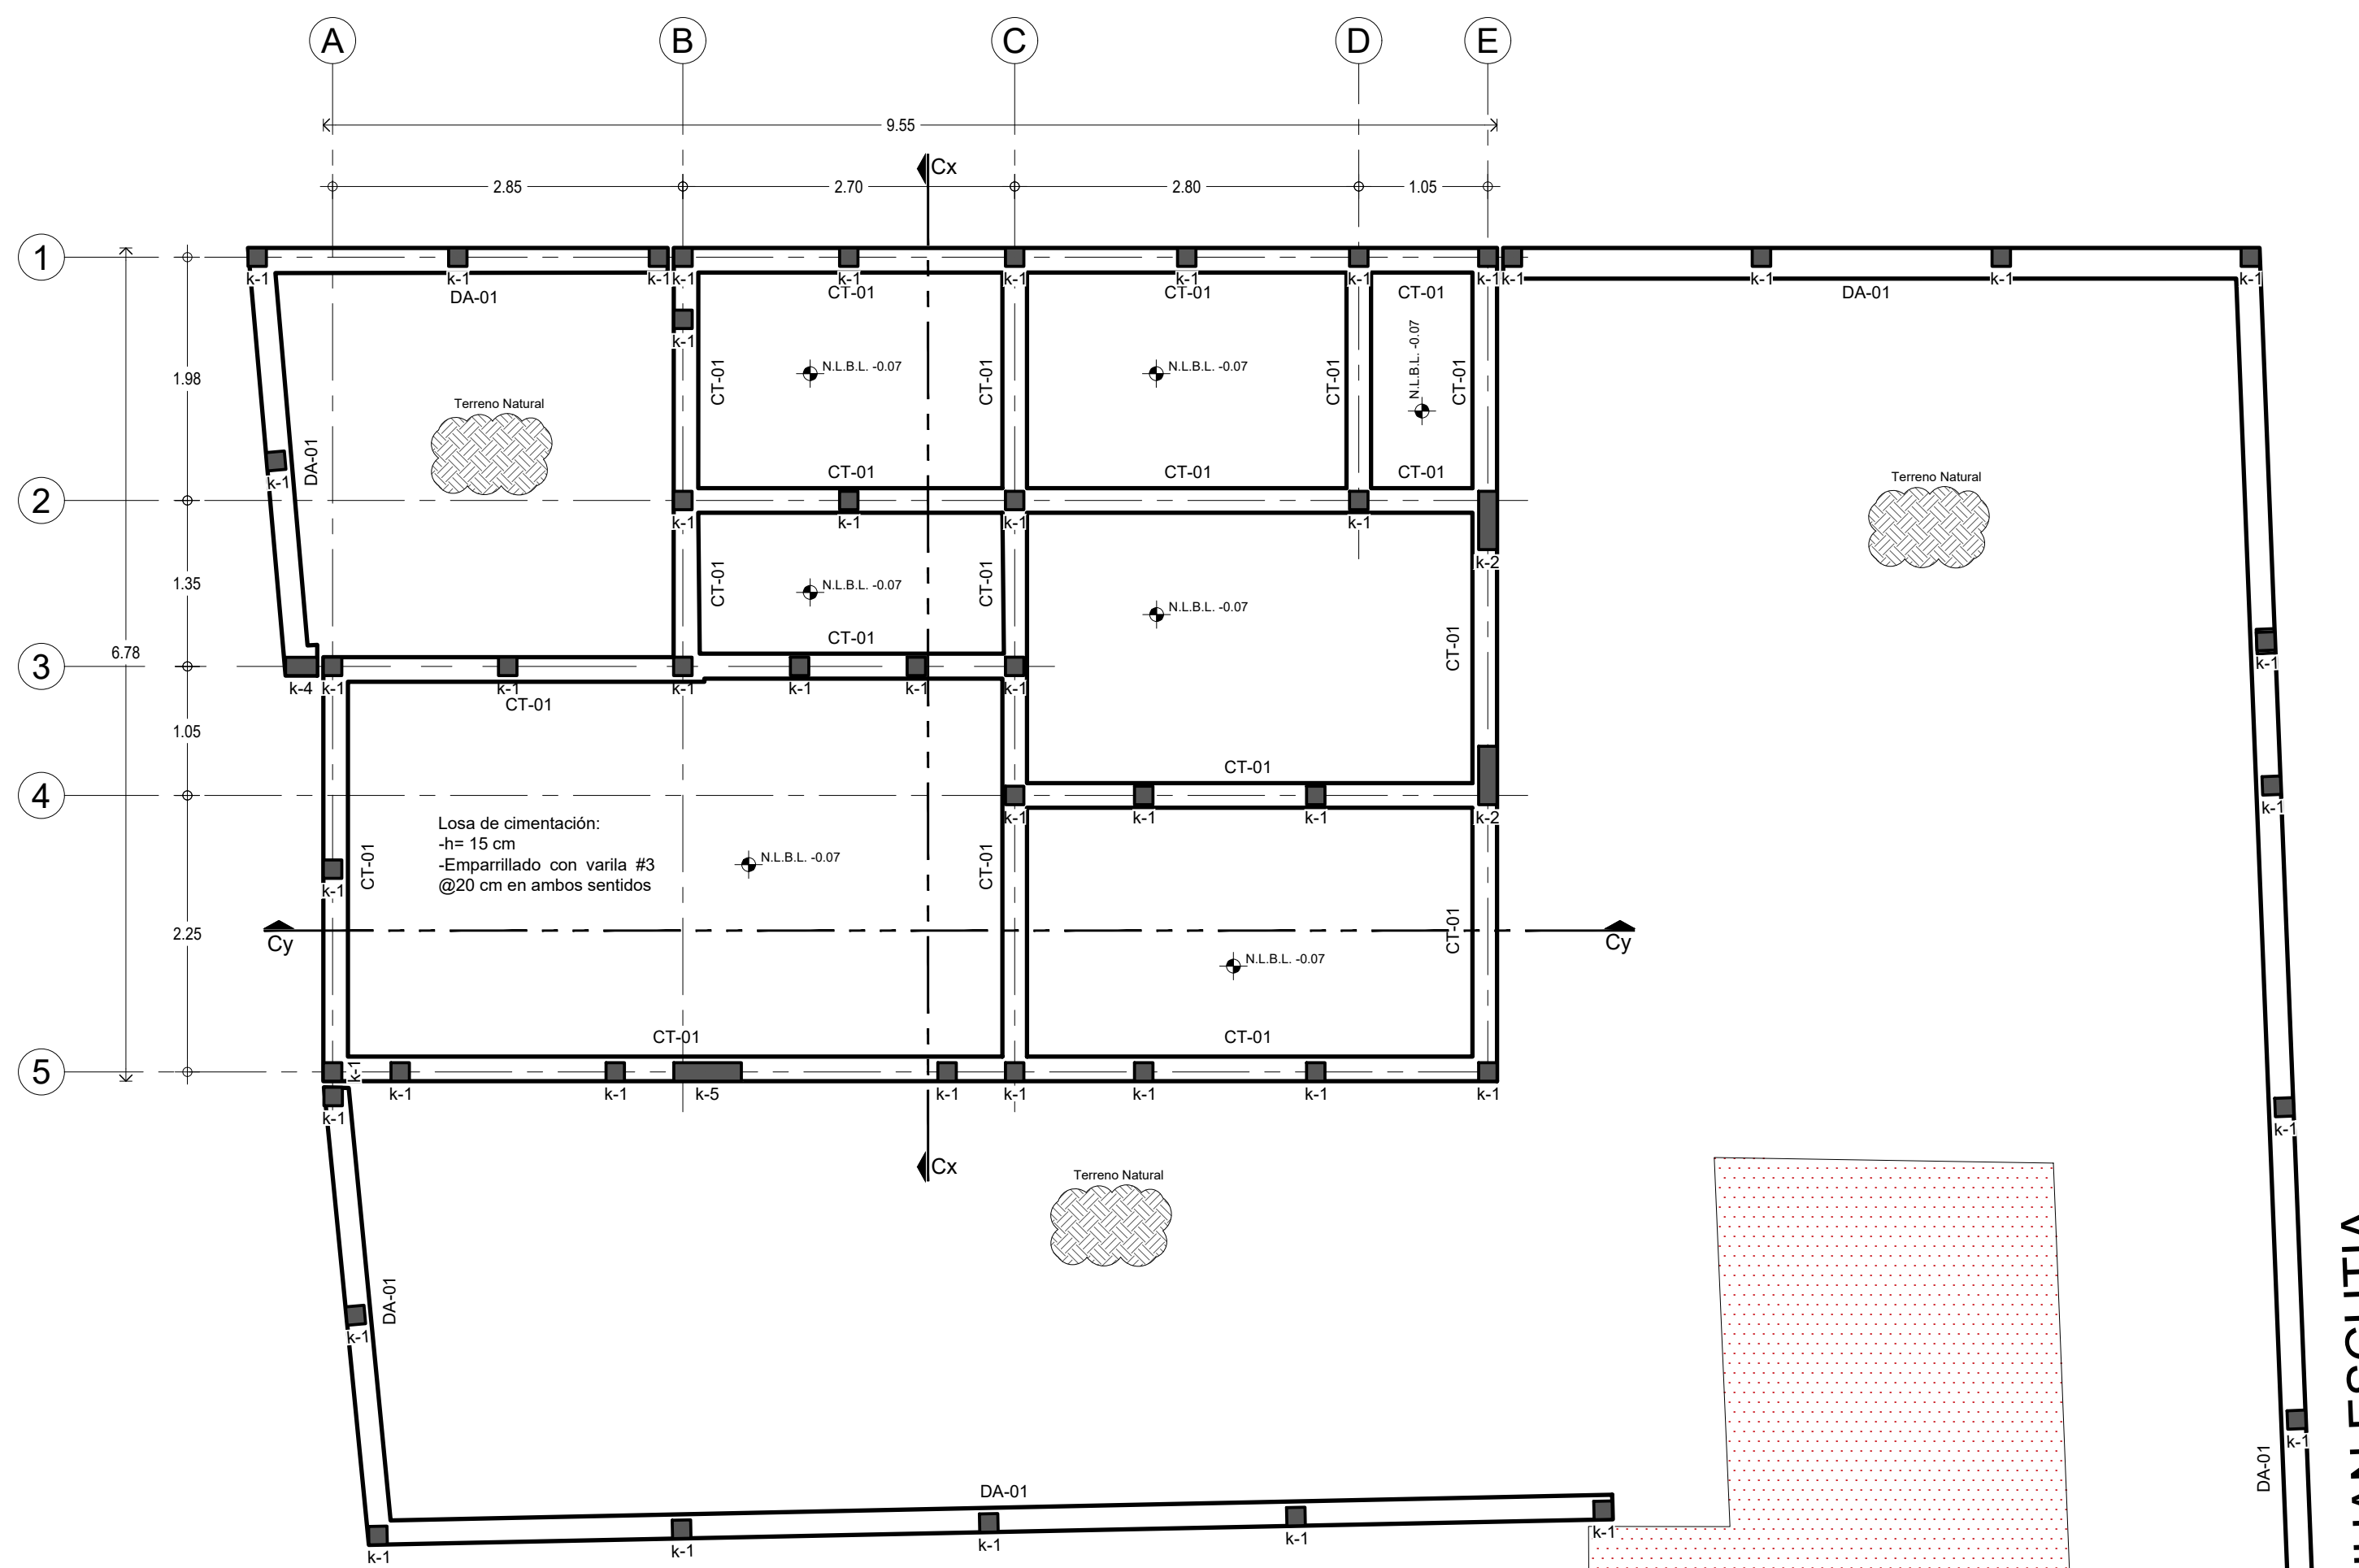 A B C D E
9.55
Cx
2.85 2.70 2.80 1.05
1
k-1 k-1 k-1 k-1 k-1 k-1 k-1 k-1 k-1 k-1 k-1 k-1 k-1
DA-01 CT-01 CT-01 CT-01 DA-01
k-1
N.L.B.L. -0.07
CT-01 N.L.B.L. -0.07 CT-01 N.L.B.L. -0.07 CT-01 CT-01
1.98
Terreno Natural
DA-01
k-1
CT-01 CT-01 CT-01
Terreno Natural
2
k-1 k-1 k-1 k-1
k-2
1.35
CT-01 N.L.B.L. -0.07 CT-01
N.L.B.L. -0.07
CT-01
CT-01
6.78
k-1
3
k-4 k-1 k-1 k-1 k-1 k-1 k-1
CT-01
1.05
CT-01
4
k-1
k-1 k-1 k-1 k-2
Losa de cimentación:
-h= 15 cm
-Emparrillado con varila #3
@20 cm en ambos sentidos
CT-01
N.L.B.L. -0.07
CT-01
k-1
2.25
CT-01
Cy
Cy
N.L.B.L. -0.07
CT-01 CT-01
5
k-1
k-1 k-1 k-5 k-1 k-1 k-1 k-1 k-1
k-1
k-1
Cx
Terreno Natural
DA-01
k-1
k-1
DA-01
DA-01
k-1 k-1 k-1 k-1 k-1